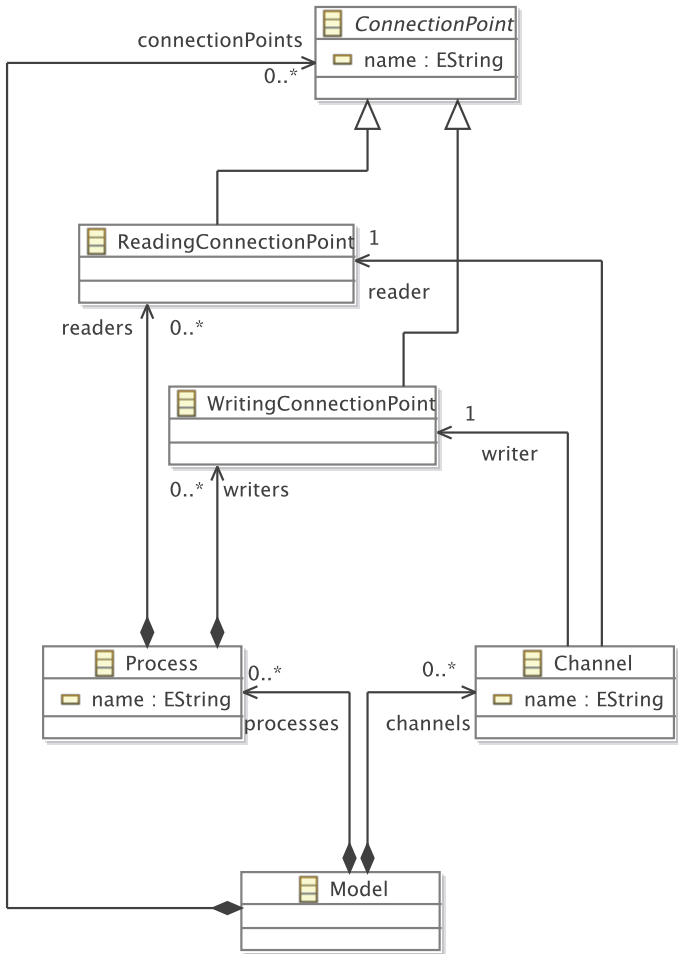 ConnectionPoint
connectionPoints
name : EString
0..*
ReadingConnectionPoint
1
reader
readers
0..*
WritingConnectionPoint
1
writer
0..*
writers
Process
Channel
0..*
0..*
name : EString
name : EString
processes
channels
Model